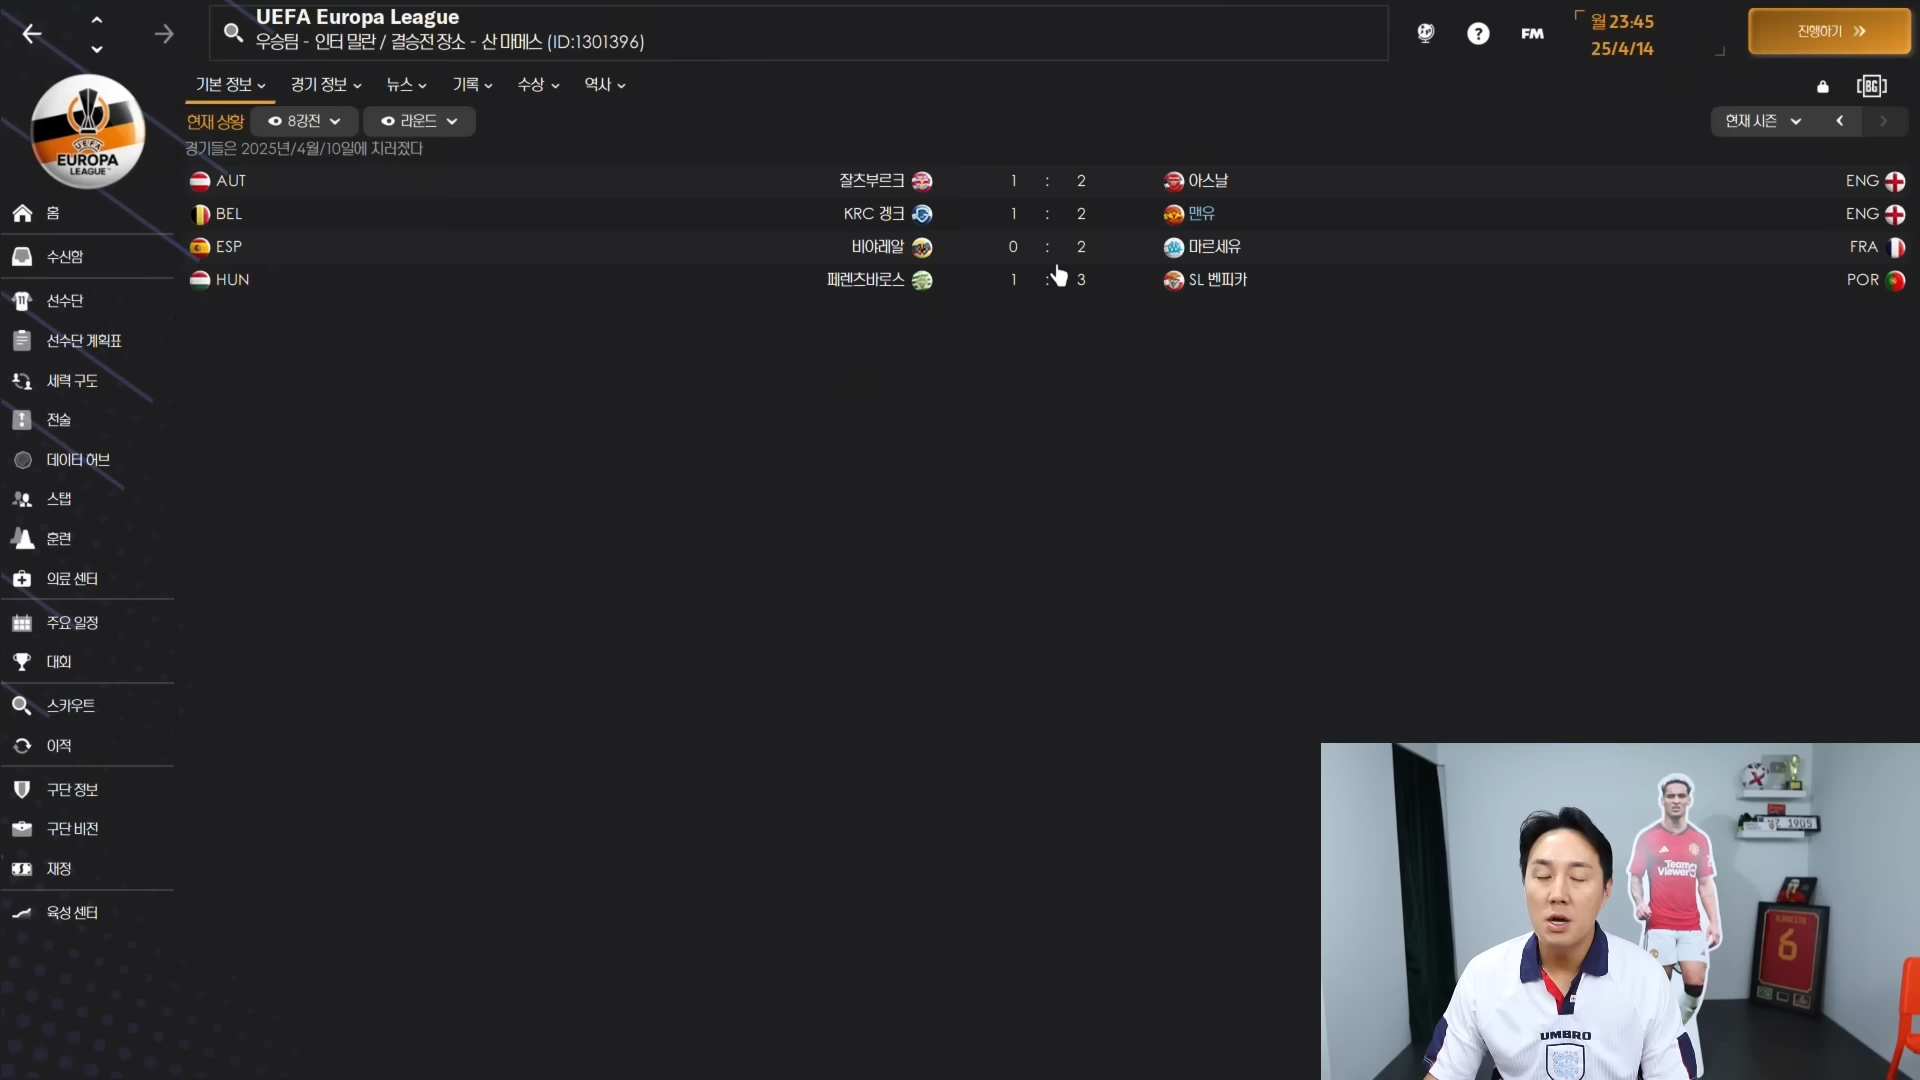 UEFA Europa League
우승팀 - 인터 밀란 / 결승전 장소 - 산 마메스 (ID:1301396)
FM
월 23:45
25/4/14
진행하기
기본 정보
경기 정보
뉴스
기록
수상
역사
BG
현재 상황
8강전
라운드
현재 시즌
경기들은 2025년/4월/10일에 치러졌다
AUT 잘츠부르크 1 : 2 아스날 ENG
BEL KRC 겡크 1 : 2 맨유 ENG
ESP 비야레알 0 : 2 마르세유 FRA
HUN 페렌츠바로스 1 : 3 SL 벤피카 POR
UEFA
EUROPA
LEAGUE
홈
수신함
선수단
선수단 계획표
세력 구도
전술
데이터 허브
스탭
훈련
의료 센터
주요 일정
대회
스카우트
이적
구단 정보
구단 비전
재정
육성 센터
1905
Team
Viewer
6
UMBRO